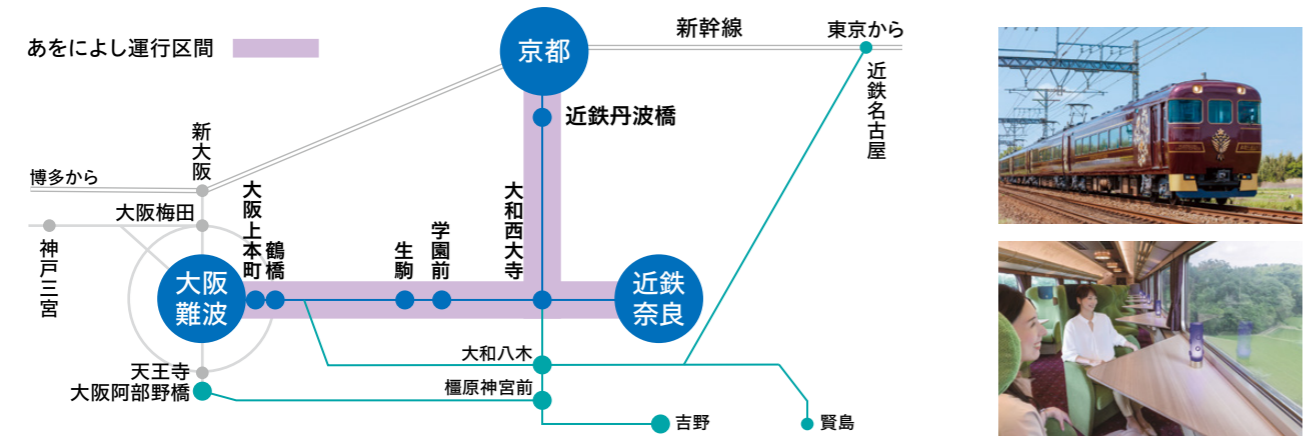 あをによし運行区間
京都
新幹線
東京から
近鉄名古屋
近鉄丹波橋
新大阪
博多から
大阪梅田
神戸三宮
大阪上本町
鶴橋
生駒
学園前
大和西大寺
大阪
難波
近鉄
奈良
天王寺
大阪阿部野橋
大和八木
橿原神宮前
吉野
賢島